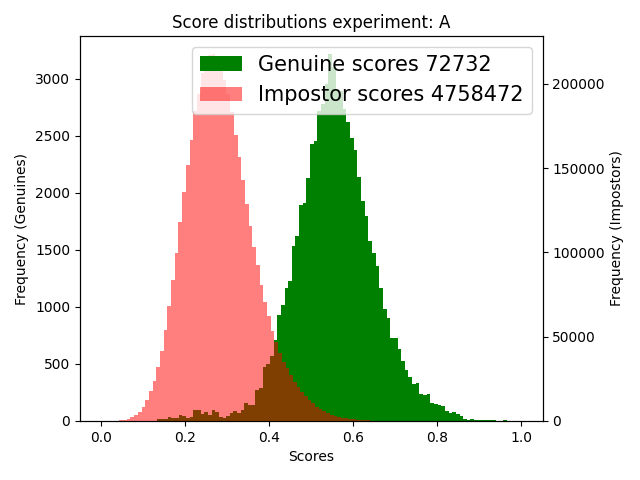 Score distributions experiment: A
Genuine scores 72732
Impostor scores 4758472
Frequency (Genuines)
3000
2500
2000
1500
1000
500
0
Frequency (Impostors)
200000
150000
100000
50000
0
0.0 0.2 0.4 0.6 0.8 1.0
Scores